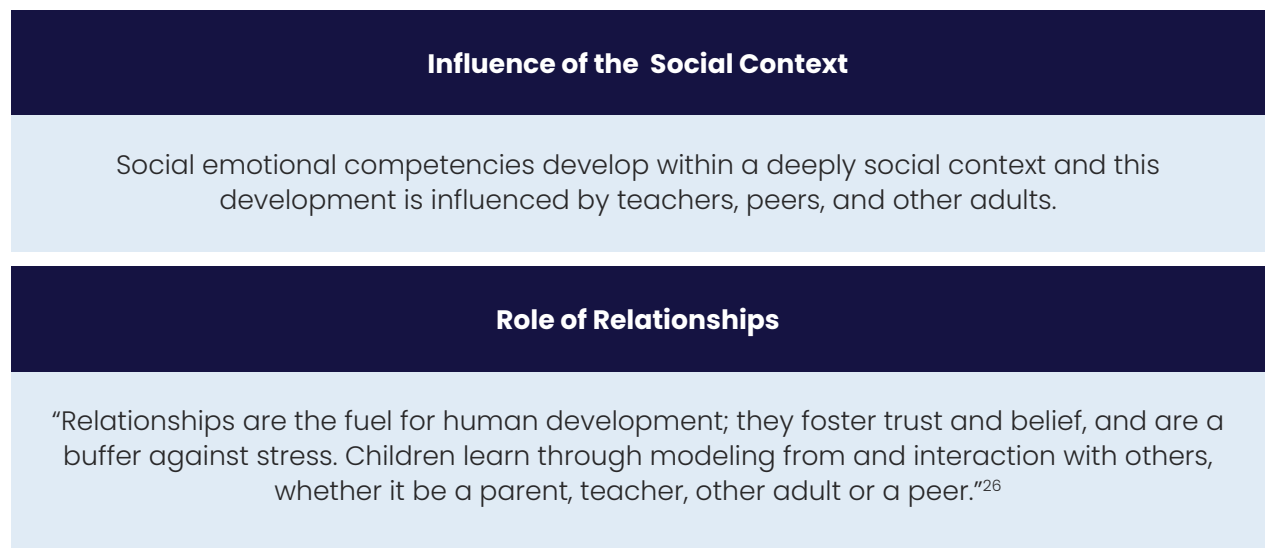 Influence of the  Social Context
Social emotional competencies develop within a deeply social context and this
development is influenced by teachers, peers, and other adults.
Role of Relationships
“Relationships are the fuel for human development; they foster trust and belief, and are a
buffer against stress. Children learn through modeling from and interaction with others,
whether it be a parent, teacher, other adult or a peer.”²⁶